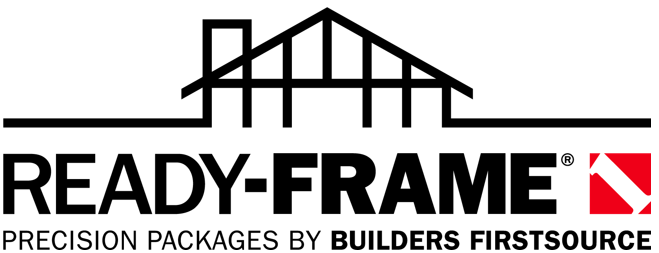 READY-FRAME®
PRECISION PACKAGES BY BUILDERS FIRSTSOURCE